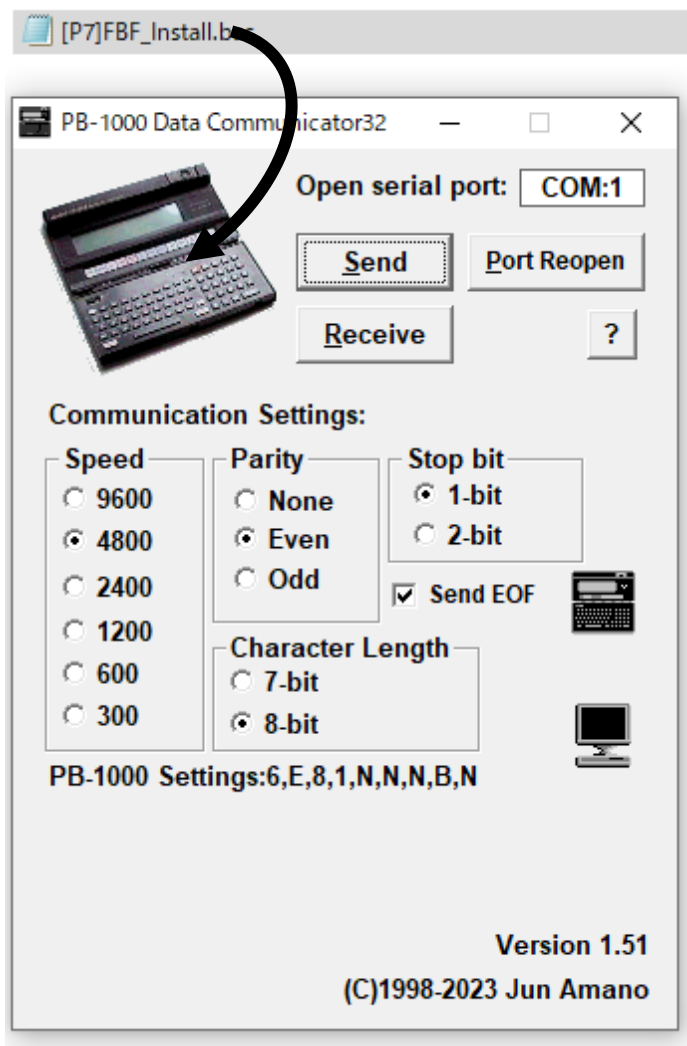 [P7]FBF_Install.bas
PB-1000 Data Communicator32
Open serial port: COM:1
Send
Port Reopen
Receive
?
Communication Settings:
Speed
9600
4800
2400
1200
600
300
Parity
None
Even
Odd
Stop bit
1-bit
2-bit
Send EOF
Character Length
7-bit
8-bit
PB-1000 Settings:6,E,8,1,N,N,N,B,N
Version 1.51
(C)1998-2023 Jun Amano